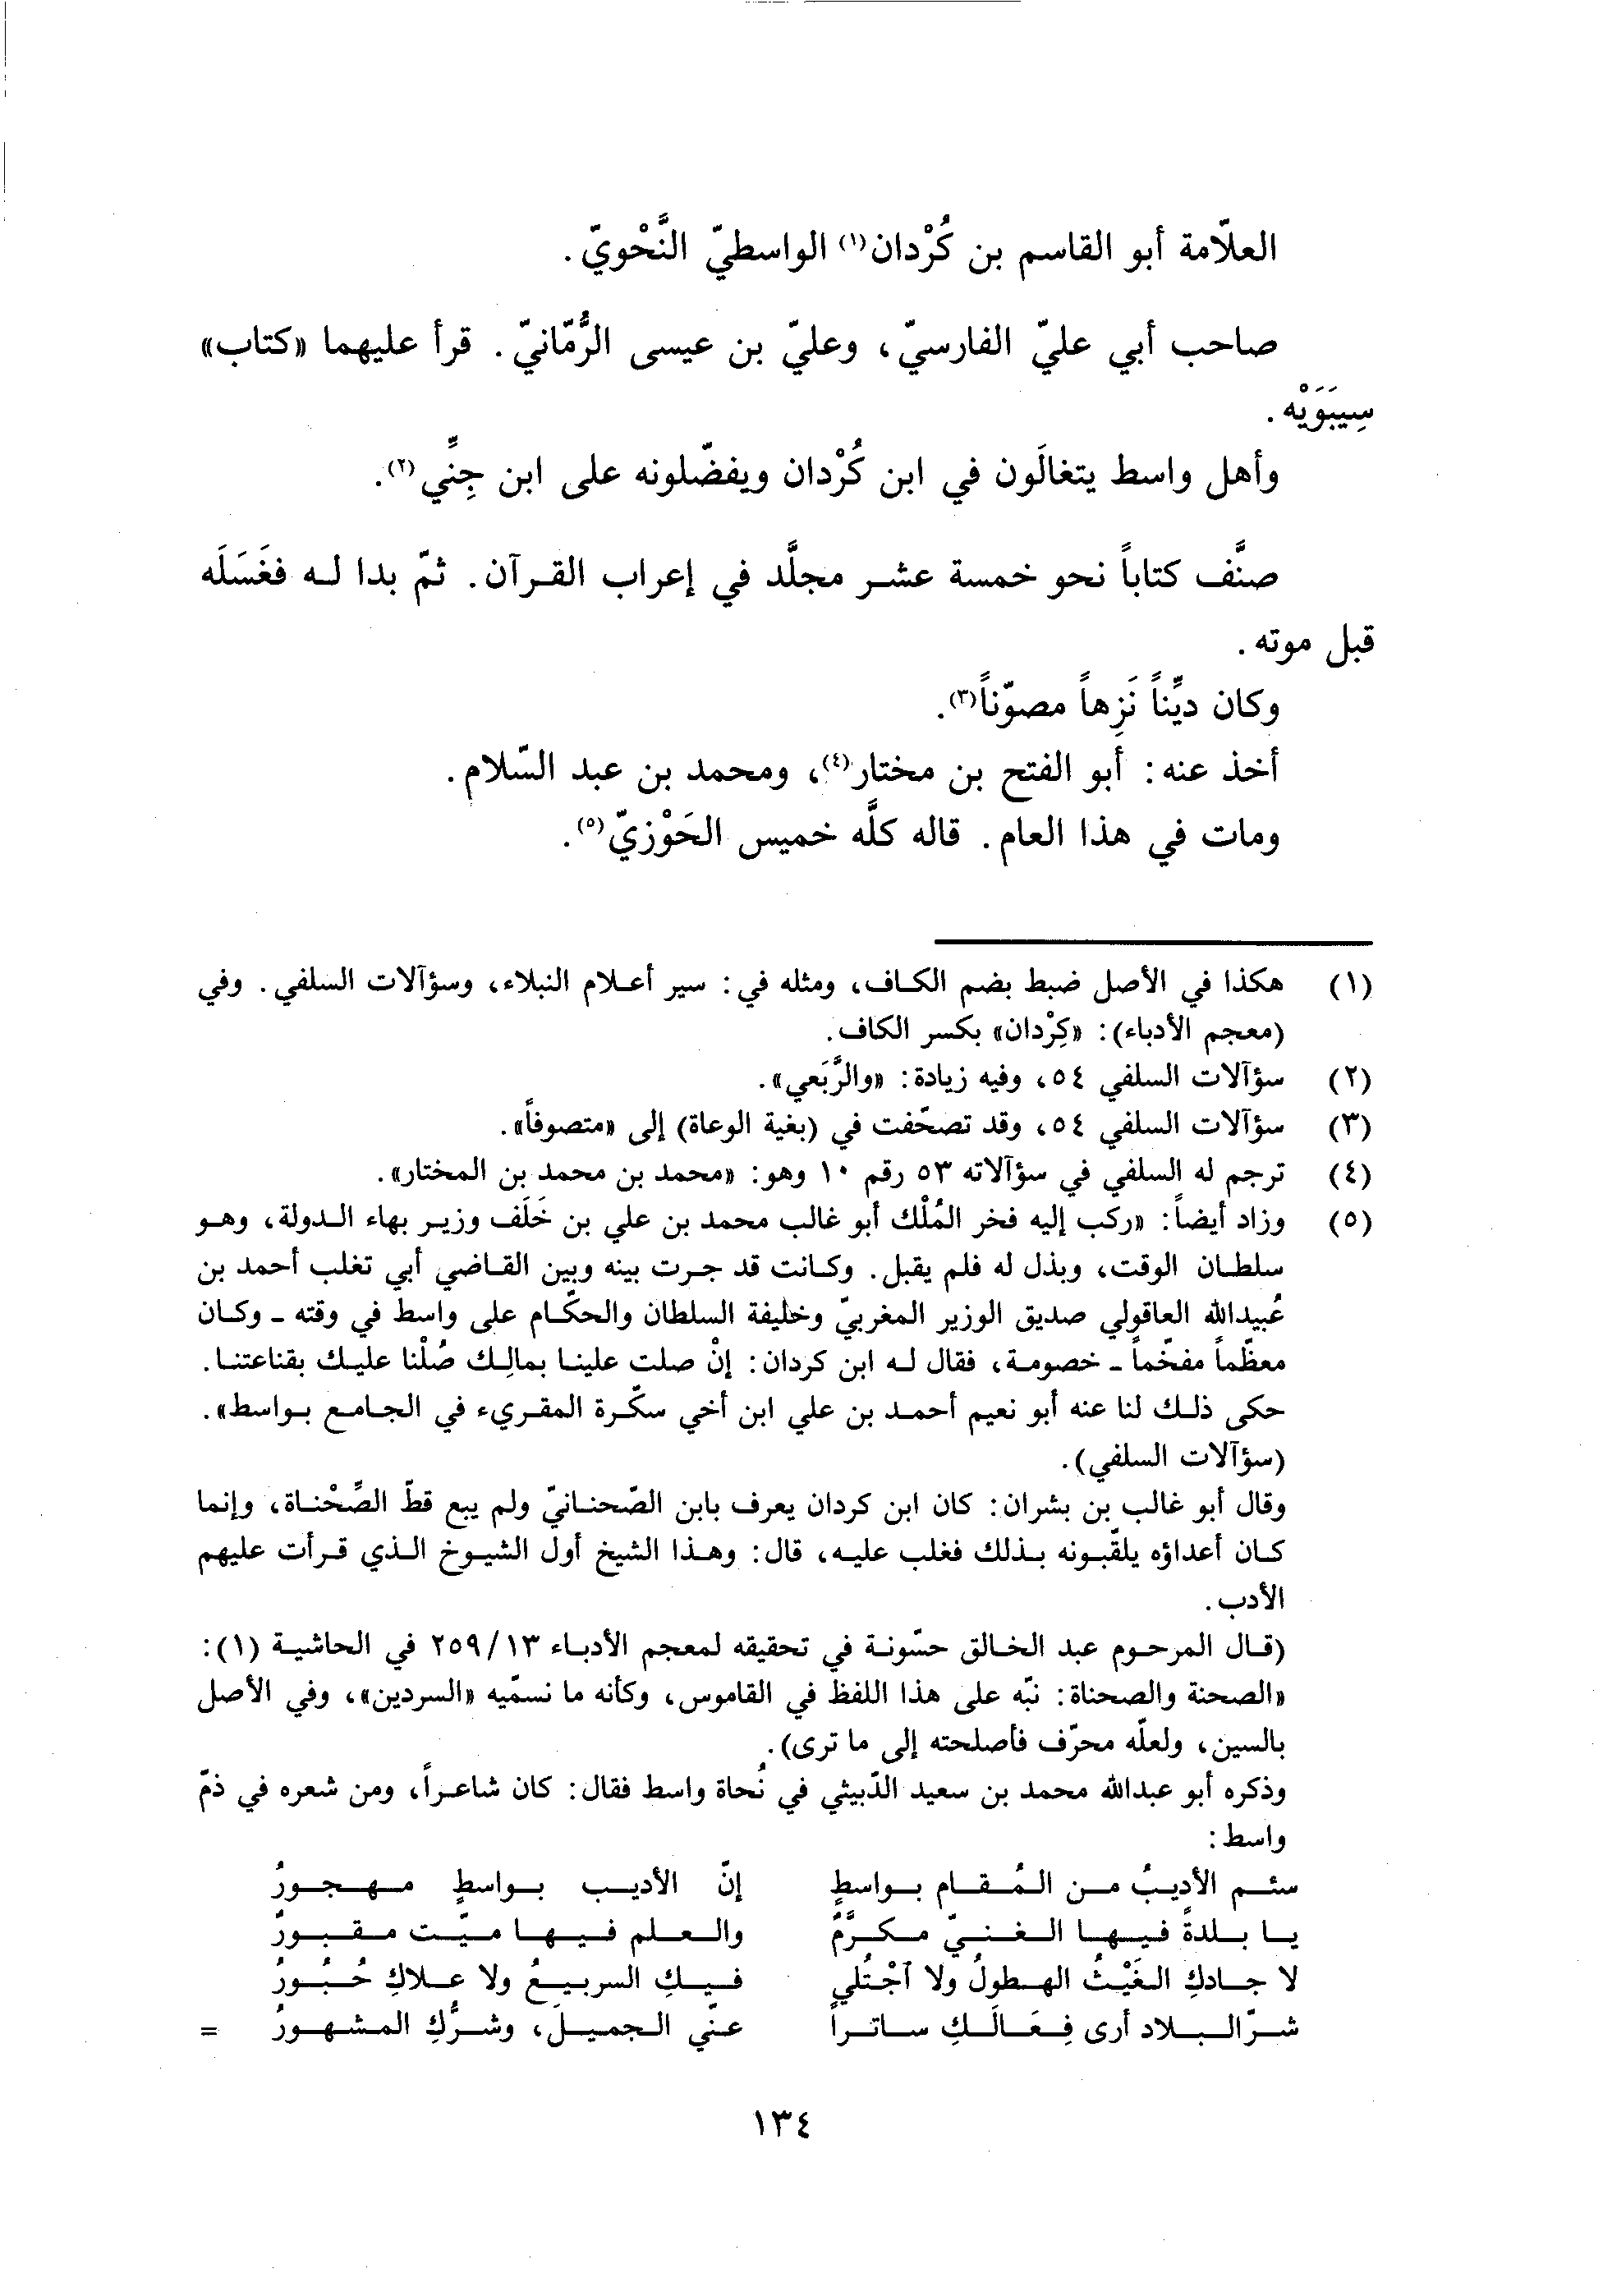 العلاّمة أبو القاسم بن كُرْدان(١) الواسطيّ النَّحْويّ.
صاحب أبي عليّ الفارسيّ، وعليّ بن عيسى الرُّمّانيّ. قرأ عليهما «كتاب»
سِيبَوَيْه.
وأهل واسط يتغالَون في ابن كُرْدان ويفضّلونه على ابن جِنِّي(٢).
صنَّف كتاباً نحو خمسة عشر مجلَّد في إعراب القرآن. ثمّ بدا له فغَسَلَه
قبل موته.
وكان ديِّناً نَزِهاً مصوّناً(٣).
أخذ عنه: أبو الفتح بن مختار(٤)، ومحمد بن عبد السّلام.
ومات في هذا العام. قاله كلَّه خميس الحَوْزيّ(٥).
(١) هكذا في الأصل ضبط بضم الكاف، ومثله في: سير أعلام النبلاء، وسؤآلات السلفي. وفي
(معجم الأدباء): «كِرْدان» بكسر الكاف.
(٢) سؤآلات السلفي ٥٤، وفيه زيادة: «والرَّبَعي».
(٣) سؤآلات السلفي ٥٤، وقد تصحّفت في (بغية الوعاة) إلى «متصوفاً».
(٤) ترجم له السلفي في سؤآلاته ٥٣ رقم ١٠ وهو: «محمد بن محمد بن المختار».
(٥) وزاد أيضاً: «ركب إليه فخر المُلْك أبو غالب محمد بن علي بن خَلَف وزير بهاء الدولة، وهو
سلطان الوقت، وبذل له فلم يقبل. وكانت قد جرت بينه وبين القاضي أبي تغلب أحمد بن
عُبيدالله العاقولي صديق الوزير المغربيّ وخليفة السلطان والحكّام على واسط في وقته - وكان
معظّماً مفخّماً - خصومة، فقال له ابن كردان: إنْ صلت علينا بمالِك صُلْنا عليك بقناعتنا.
حكى ذلك لنا عنه أبو نعيم أحمد بن علي ابن أخي سكّرة المقريء في الجامع بواسط».
(سؤآلات السلفي).
وقال أبو غالب بن بشران: كان ابن كردان يعرف بابن الصّحنانيّ ولم يبع قطّ الصِّحْناة، وإنما
كان أعداؤه يلقّبونه بذلك فغلب عليه، قال: وهذا الشيخ أول الشيوخ الذي قرأت عليهم
الأدب.
(قال المرحوم عبد الخالق حسّونة في تحقيقه لمعجم الأدباء ١٣/ ٢٥٩ في الحاشية (١):
«الصحنة والصحناة: نبّه على هذا اللفظ في القاموس، وكأنه ما نسمّيه «السردين»، وفي الأصل
بالسين، ولعلّه محرّف فأصلحته إلى ما ترى).
وذكره أبو عبدالله محمد بن سعيد الدّبيثي في نُحاة واسط فقال: كان شاعراً، ومن شعره في ذمّ
واسط:
سئم الأديبُ من المُقام بواسطٍ إنّ الأديب بواسطٍ مهجورُ
يا بلدةً فيها الغنيّ مكرَّمٌ والعلم فيها ميّت مقبورُ
لا جادكِ الغَيْثُ الهطولُ ولا آجْتُلي فيكِ السربيعُ ولا علاكِ حُبُورُ
شرّ البلاد أرى فِعَالَكِ ساتراً عنّي الجميلَ، وشرُّكِ المشهورُ =
١٣٤